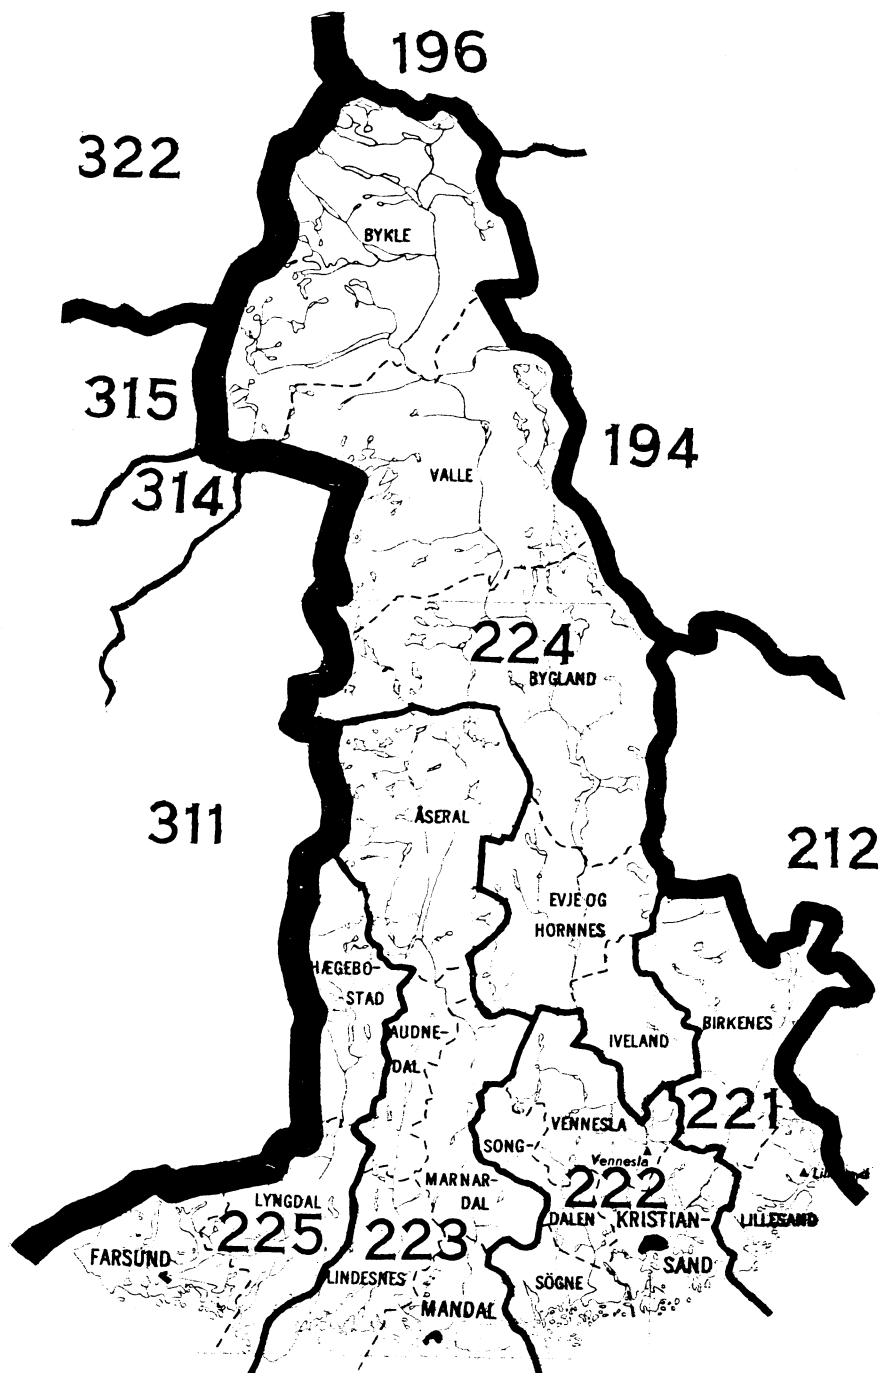 196
322
BYKLE
315
194
VALLE
314
224
BYGLAND
311
ÅSERAL
212
EVJE OG
HORNNES
HÆGEBO-
-STAD
BIRKENES
AUDNE-
IVELAND
DAL
221
VENNESLA
SONG-
Vennesla
MARNAR-
DAL
222
LYNGDAL
DALEN
KRISTIAN-
LILLESAND
225
223
FARSUND
SAND
LINDESNES
SÖGNE
MANDAL